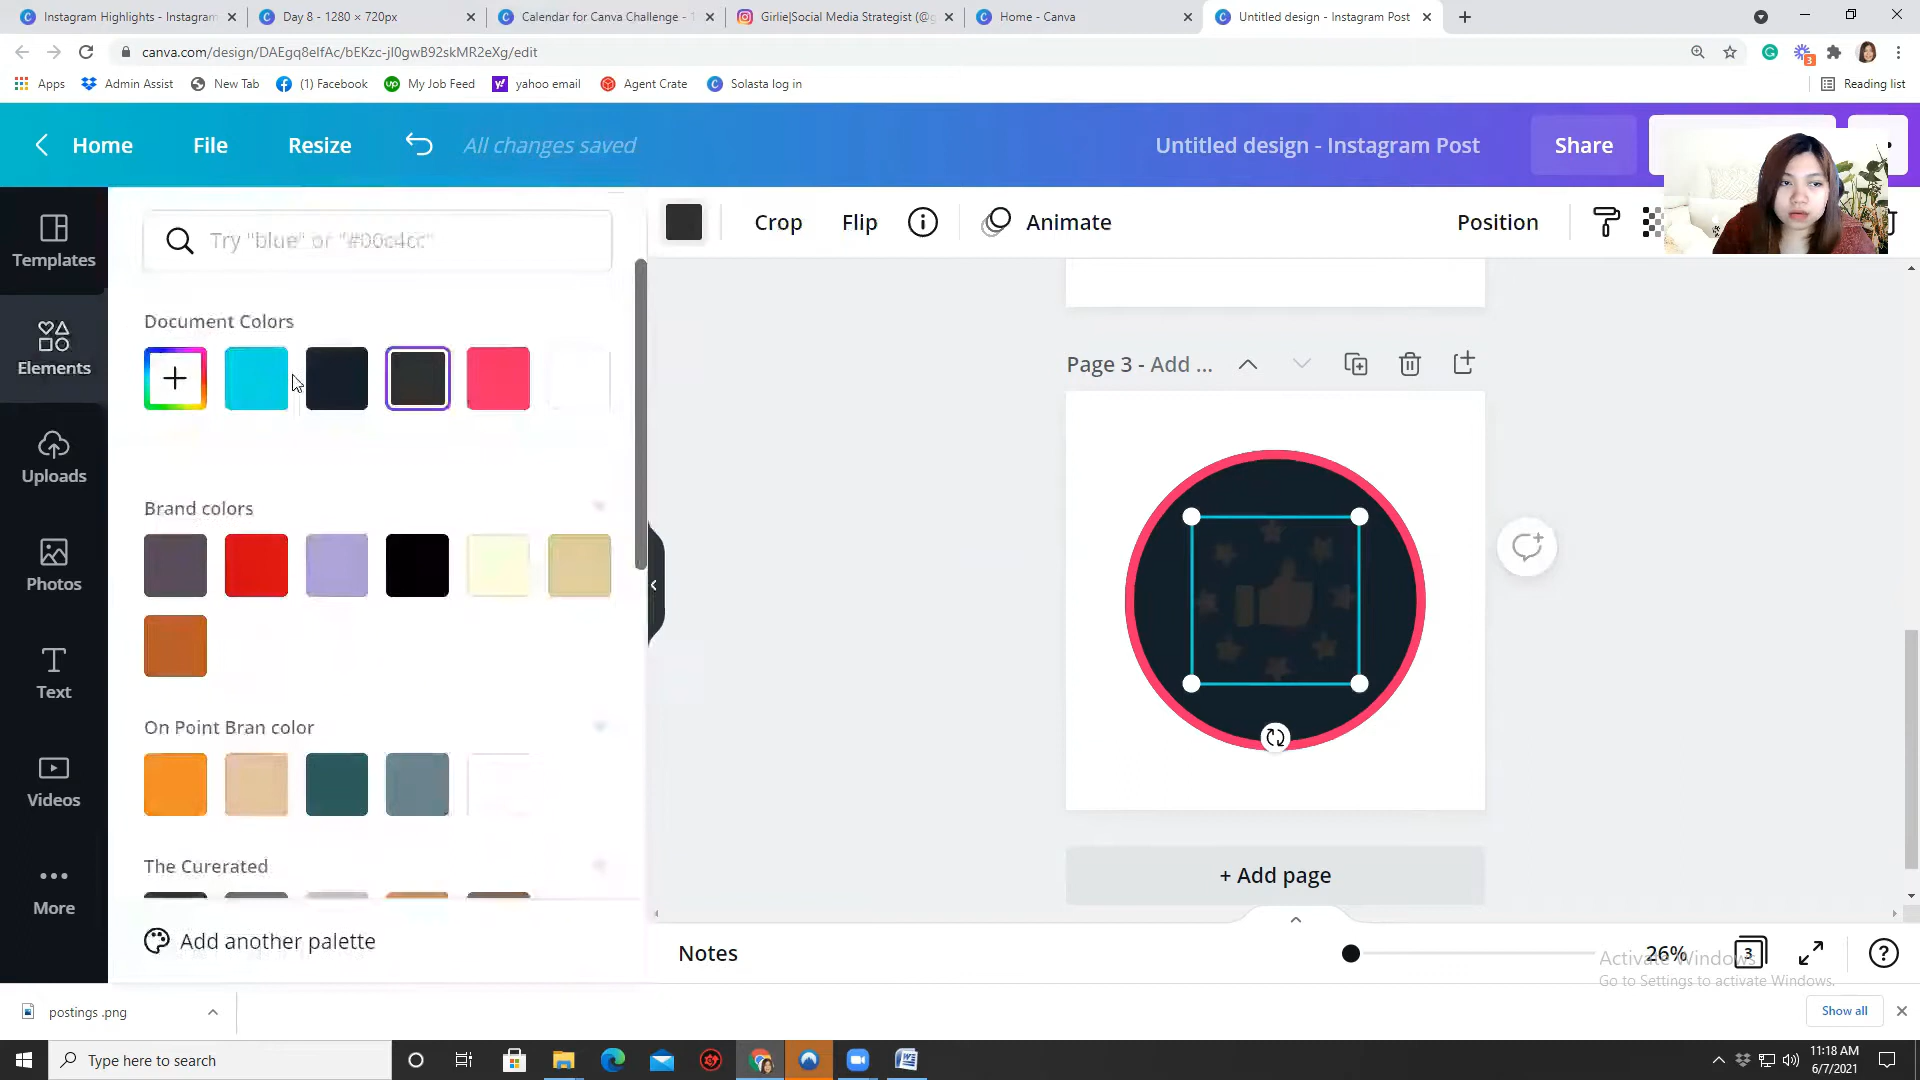 Instagram Highlights - Instagram
Day 8 - 1280 × 720px
Calendar for Canva Challenge - 1
Girlie|Social Media Strategist (@g
Home - Canva
Untitled design - Instagram Post
canva.com/design/DAEgq8elfAc/bEKzc-jI0gwB92skMR2eXg/edit
3
Apps
Admin Assist
New Tab
(1) Facebook
My Job Feed
yahoo email
Agent Crate
Solasta log in
Reading list
Home
File
Resize
All changes saved
Untitled design - Instagram Post
Share
Templates
Elements
Uploads
Photos
Text
Videos
More
Try "blue" or "#00c4cc"
Document Colors
Brand colors
On Point Bran color
The Curerated
Add another palette
Crop
Flip
Animate
Position
Page 3 - Add ...
+ Add page
Notes
26%
3
Activate Windows
Go to Settings to activate Windows.
postings .png
Show all
Type here to search
11:18 AM
6/7/2021